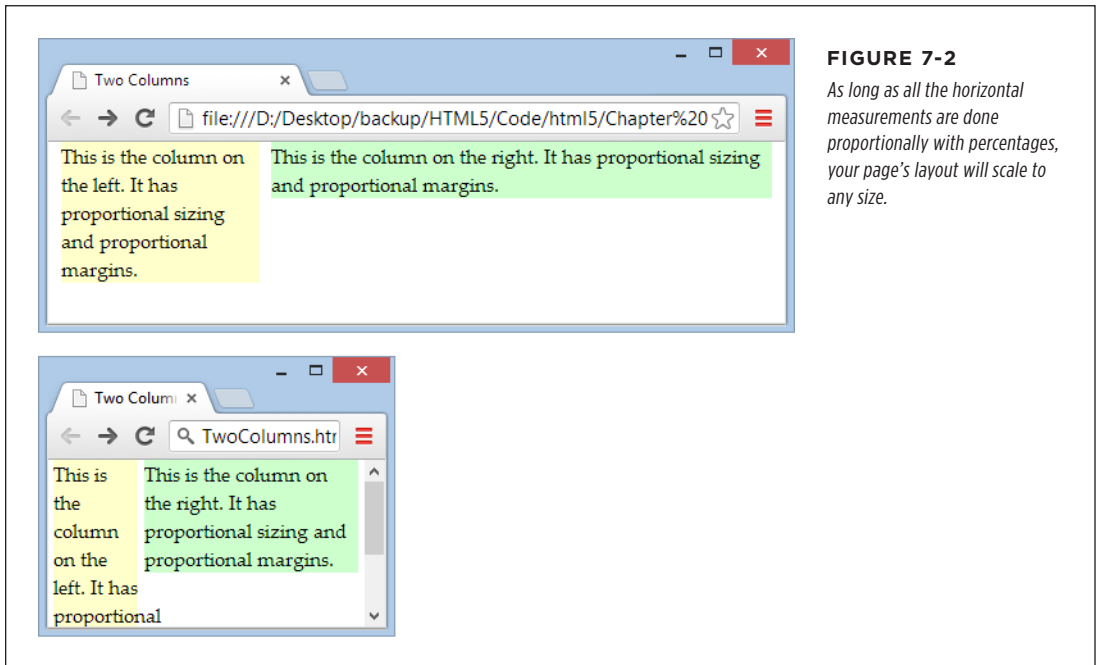 Two Columns
file:///D:/Desktop/backup/HTML5/Code/html5/Chapter%20
This is the column on
the left. It has
proportional sizing
and proportional
margins.
This is the column on the right. It has proportional sizing
and proportional margins.
FIGURE 7-2
As long as all the horizontal
measurements are done
proportionally with percentages,
your page's layout will scale to
any size.
Two Colum
TwoColumns.htr
This is
the
column
on the
left. It has
proportional
This is the column on
the right. It has
proportional sizing and
proportional margins.